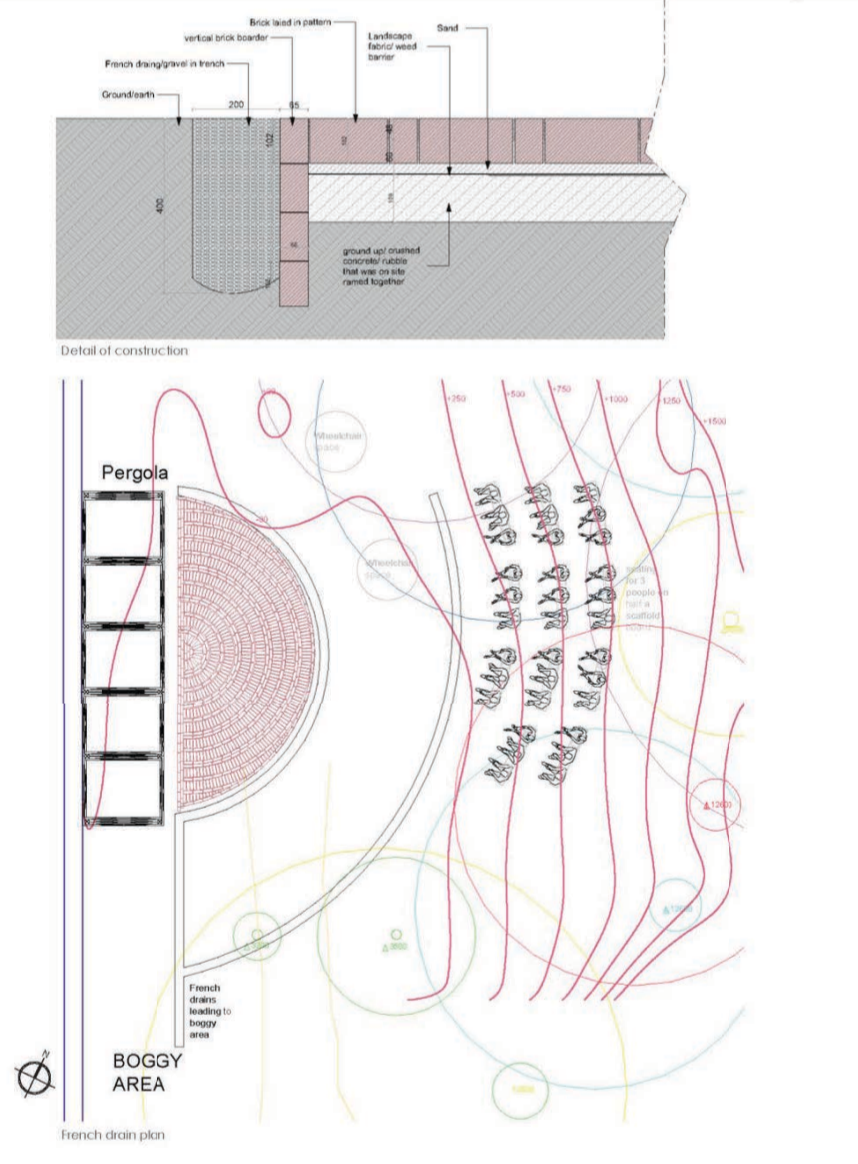 Brick laied in pattern
vertical brick boarder
Landscape
fabric/ weed
barrier
Sand
French draing/gravel in trench
Ground/earth
200
65
102
400
ground up/ crushed
concrete/ rubble
that was on site
ramed together
Detail of construction
+250
+500
+750
+1000
+1250
+1500
Wheelchair
space
Pergola
Wheelchair
space
seating
for 3
people on
half a
scaffold
French
drains
leading to
boggy
area
BOGGY
AREA
N
French drain plan